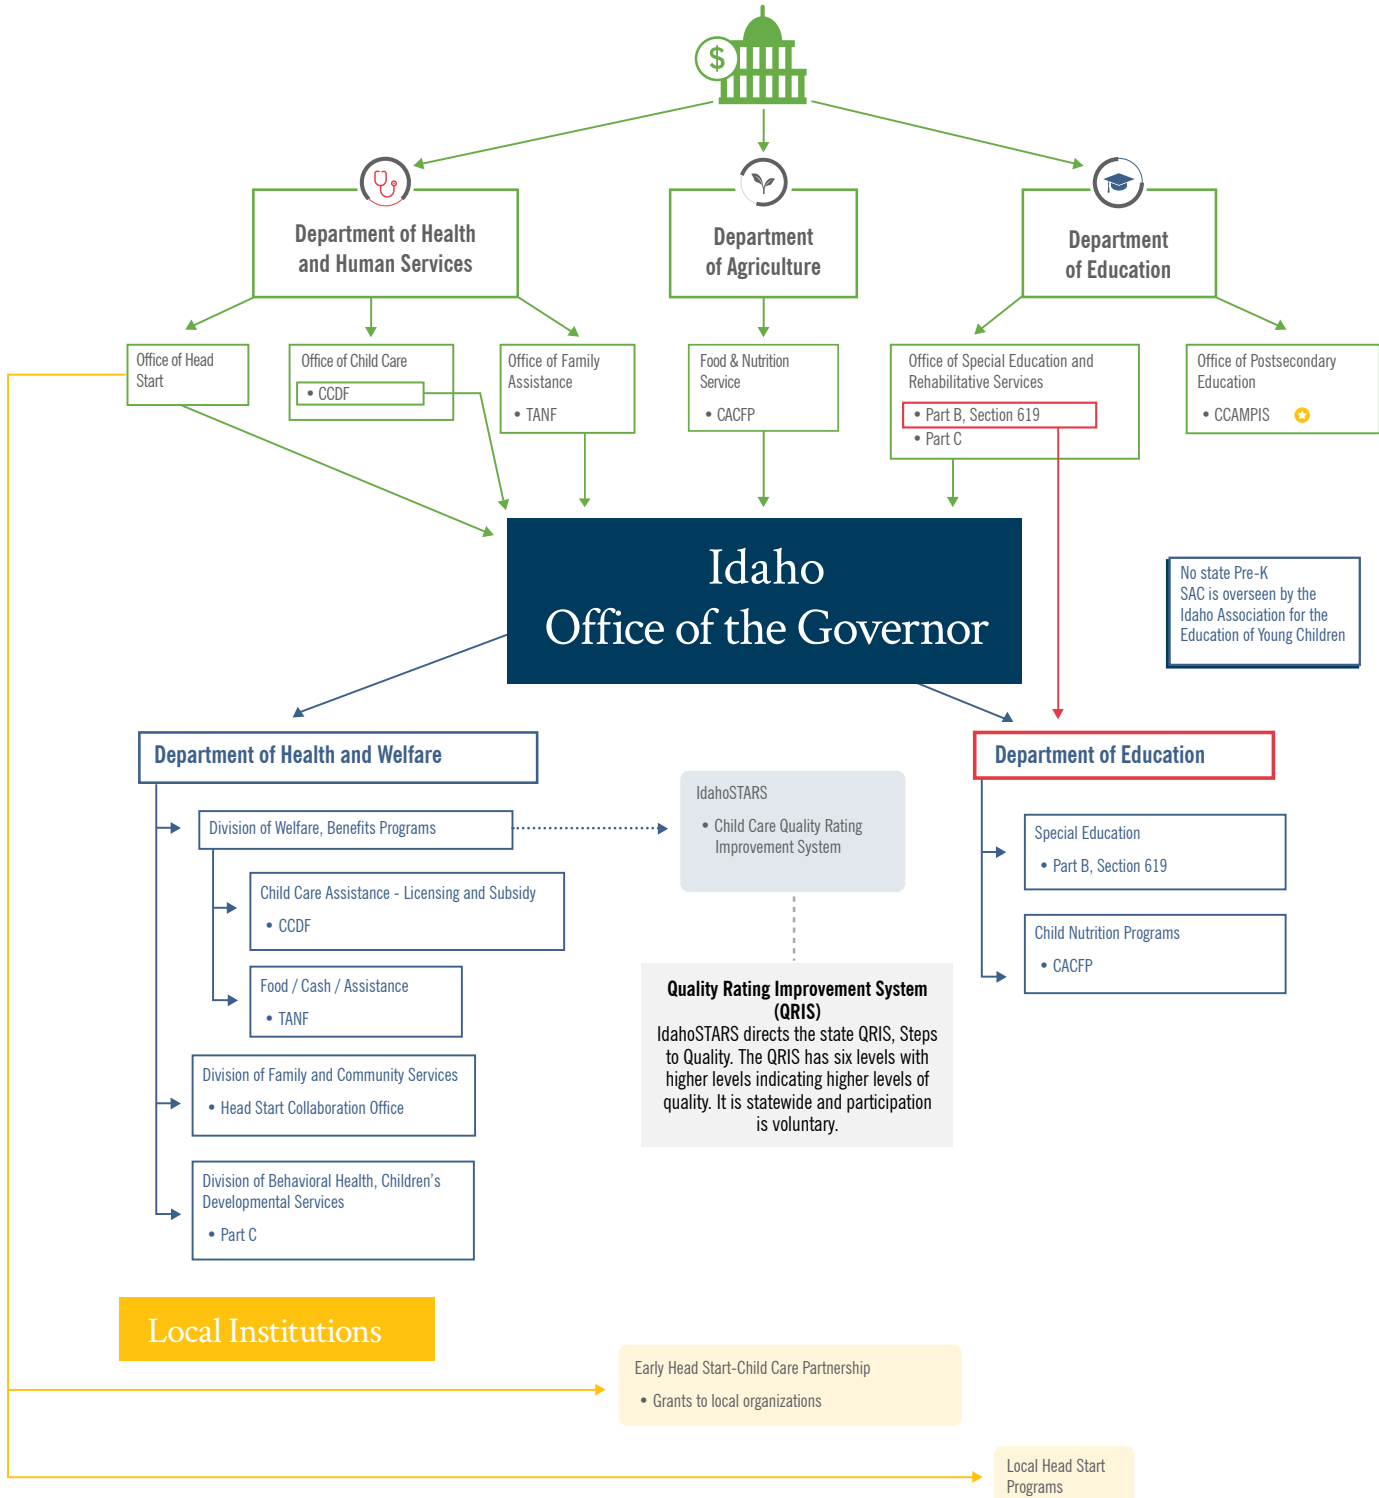 $
Department of Health
and Human Services
Department
of Agriculture
Department
of Education
Office of Head
Start
Office of Child Care
• CCDF
Office of Family
Assistance
• TANF
Food & Nutrition
Service
• CACFP
Office of Special Education and
Rehabilitative Services
• Part B, Section 619
• Part C
Office of Postsecondary
Education
• CCAMPIS
Idaho
Office of the Governor
No state Pre-K
SAC is overseen by the
Idaho Association for the
Education of Young Children
Department of Health and Welfare
Division of Welfare, Benefits Programs
Child Care Assistance - Licensing and Subsidy
• CCDF
Food / Cash / Assistance
• TANF
Division of Family and Community Services
• Head Start Collaboration Office
Division of Behavioral Health, Children's
Developmental Services
• Part C
IdahoSTARS
• Child Care Quality Rating
Improvement System
Quality Rating Improvement System
(QRIS)
IdahoSTARS directs the state QRIS, Steps
to Quality. The QRIS has six levels with
higher levels indicating higher levels of
quality. It is statewide and participation
is voluntary.
Department of Education
Special Education
• Part B, Section 619
Child Nutrition Programs
• CACFP
Local Institutions
Early Head Start-Child Care Partnership
• Grants to local organizations
Local Head Start
Programs